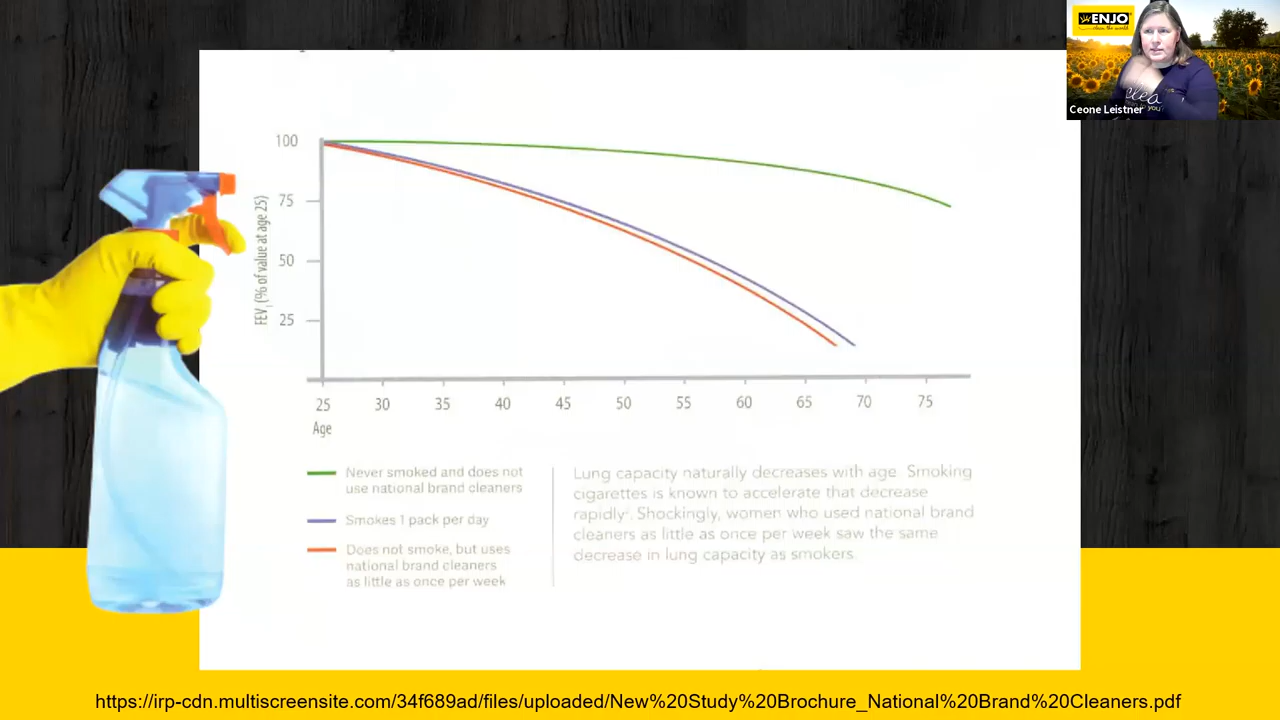 ENJO
Ceone Leistner
100
75
50
25
FEV₁ (% of value at age 25)
25 30 35 40 45 50 55 60 65 70 75
Age
Never smoked and does not
use national brand cleaners
Smokes 1 pack per day
Does not smoke, but uses
national brand cleaners
as little as once per week
Lung capacity naturally decreases with age. Smoking
cigarettes is known to accelerate that decrease
rapidly. Shockingly, women who used national brand
cleaners as little as once per week saw the same
decrease in lung capacity as smokers.
https://irp-cdn.multiscreensite.com/34f689ad/files/uploaded/New%20Study%20Brochure_National%20Brand%20Cleaners.pdf